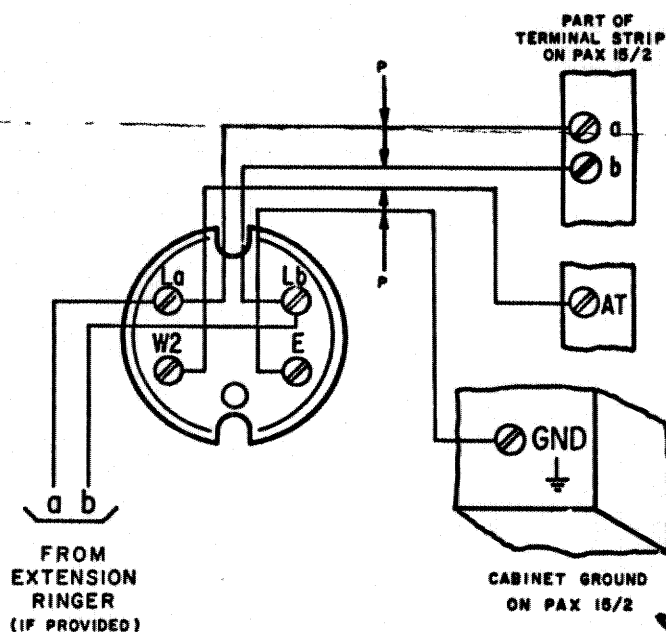 PART OF
TERMINAL STRIP
ON PAX 15/2
P
a
b
La
Lb
W2
E
P
AT
GND
a b
FROM
EXTENSION
RINGER
(IF PROVIDED)
CABINET GROUND
ON PAX 15/2